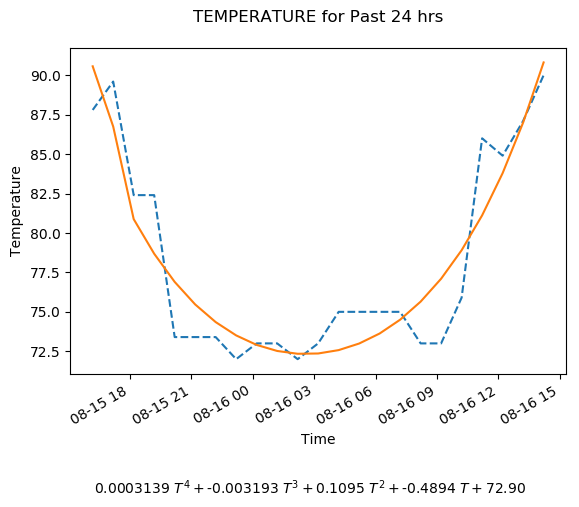 TEMPERATURE for Past 24 hrs
90.0
87.5
85.0
82.5
80.0
77.5
75.0
72.5
Temperature
08-15 18 08-15 21 08-16 00 08-16 03 08-16 06 08-16 09 08-16 12 08-16 15
Time
0.0003139 T⁴ + -0.003193 T³ + 0.1095 T² + -0.4894 T + 72.90